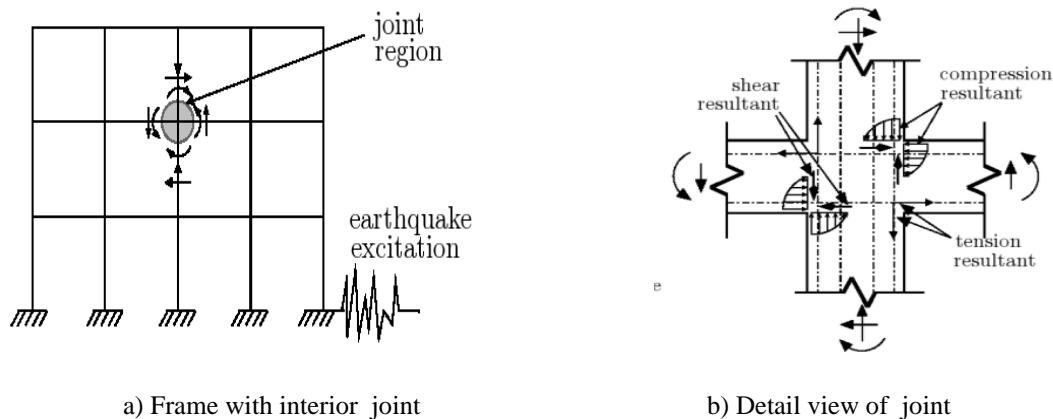 joint
region
earthquake
excitation
shear
resultant
compression
resultant
tension
resultant
e
a) Frame with interior joint
b) Detail view of joint